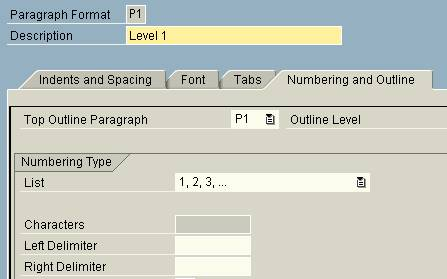 Paragraph Format P1
Description Level 1
Indents and Spacing Font Tabs Numbering and Outline
Top Outline Paragraph P1 Outline Level
Numbering Type
List 1, 2, 3, ...
Characters
Left Delimiter
Right Delimiter